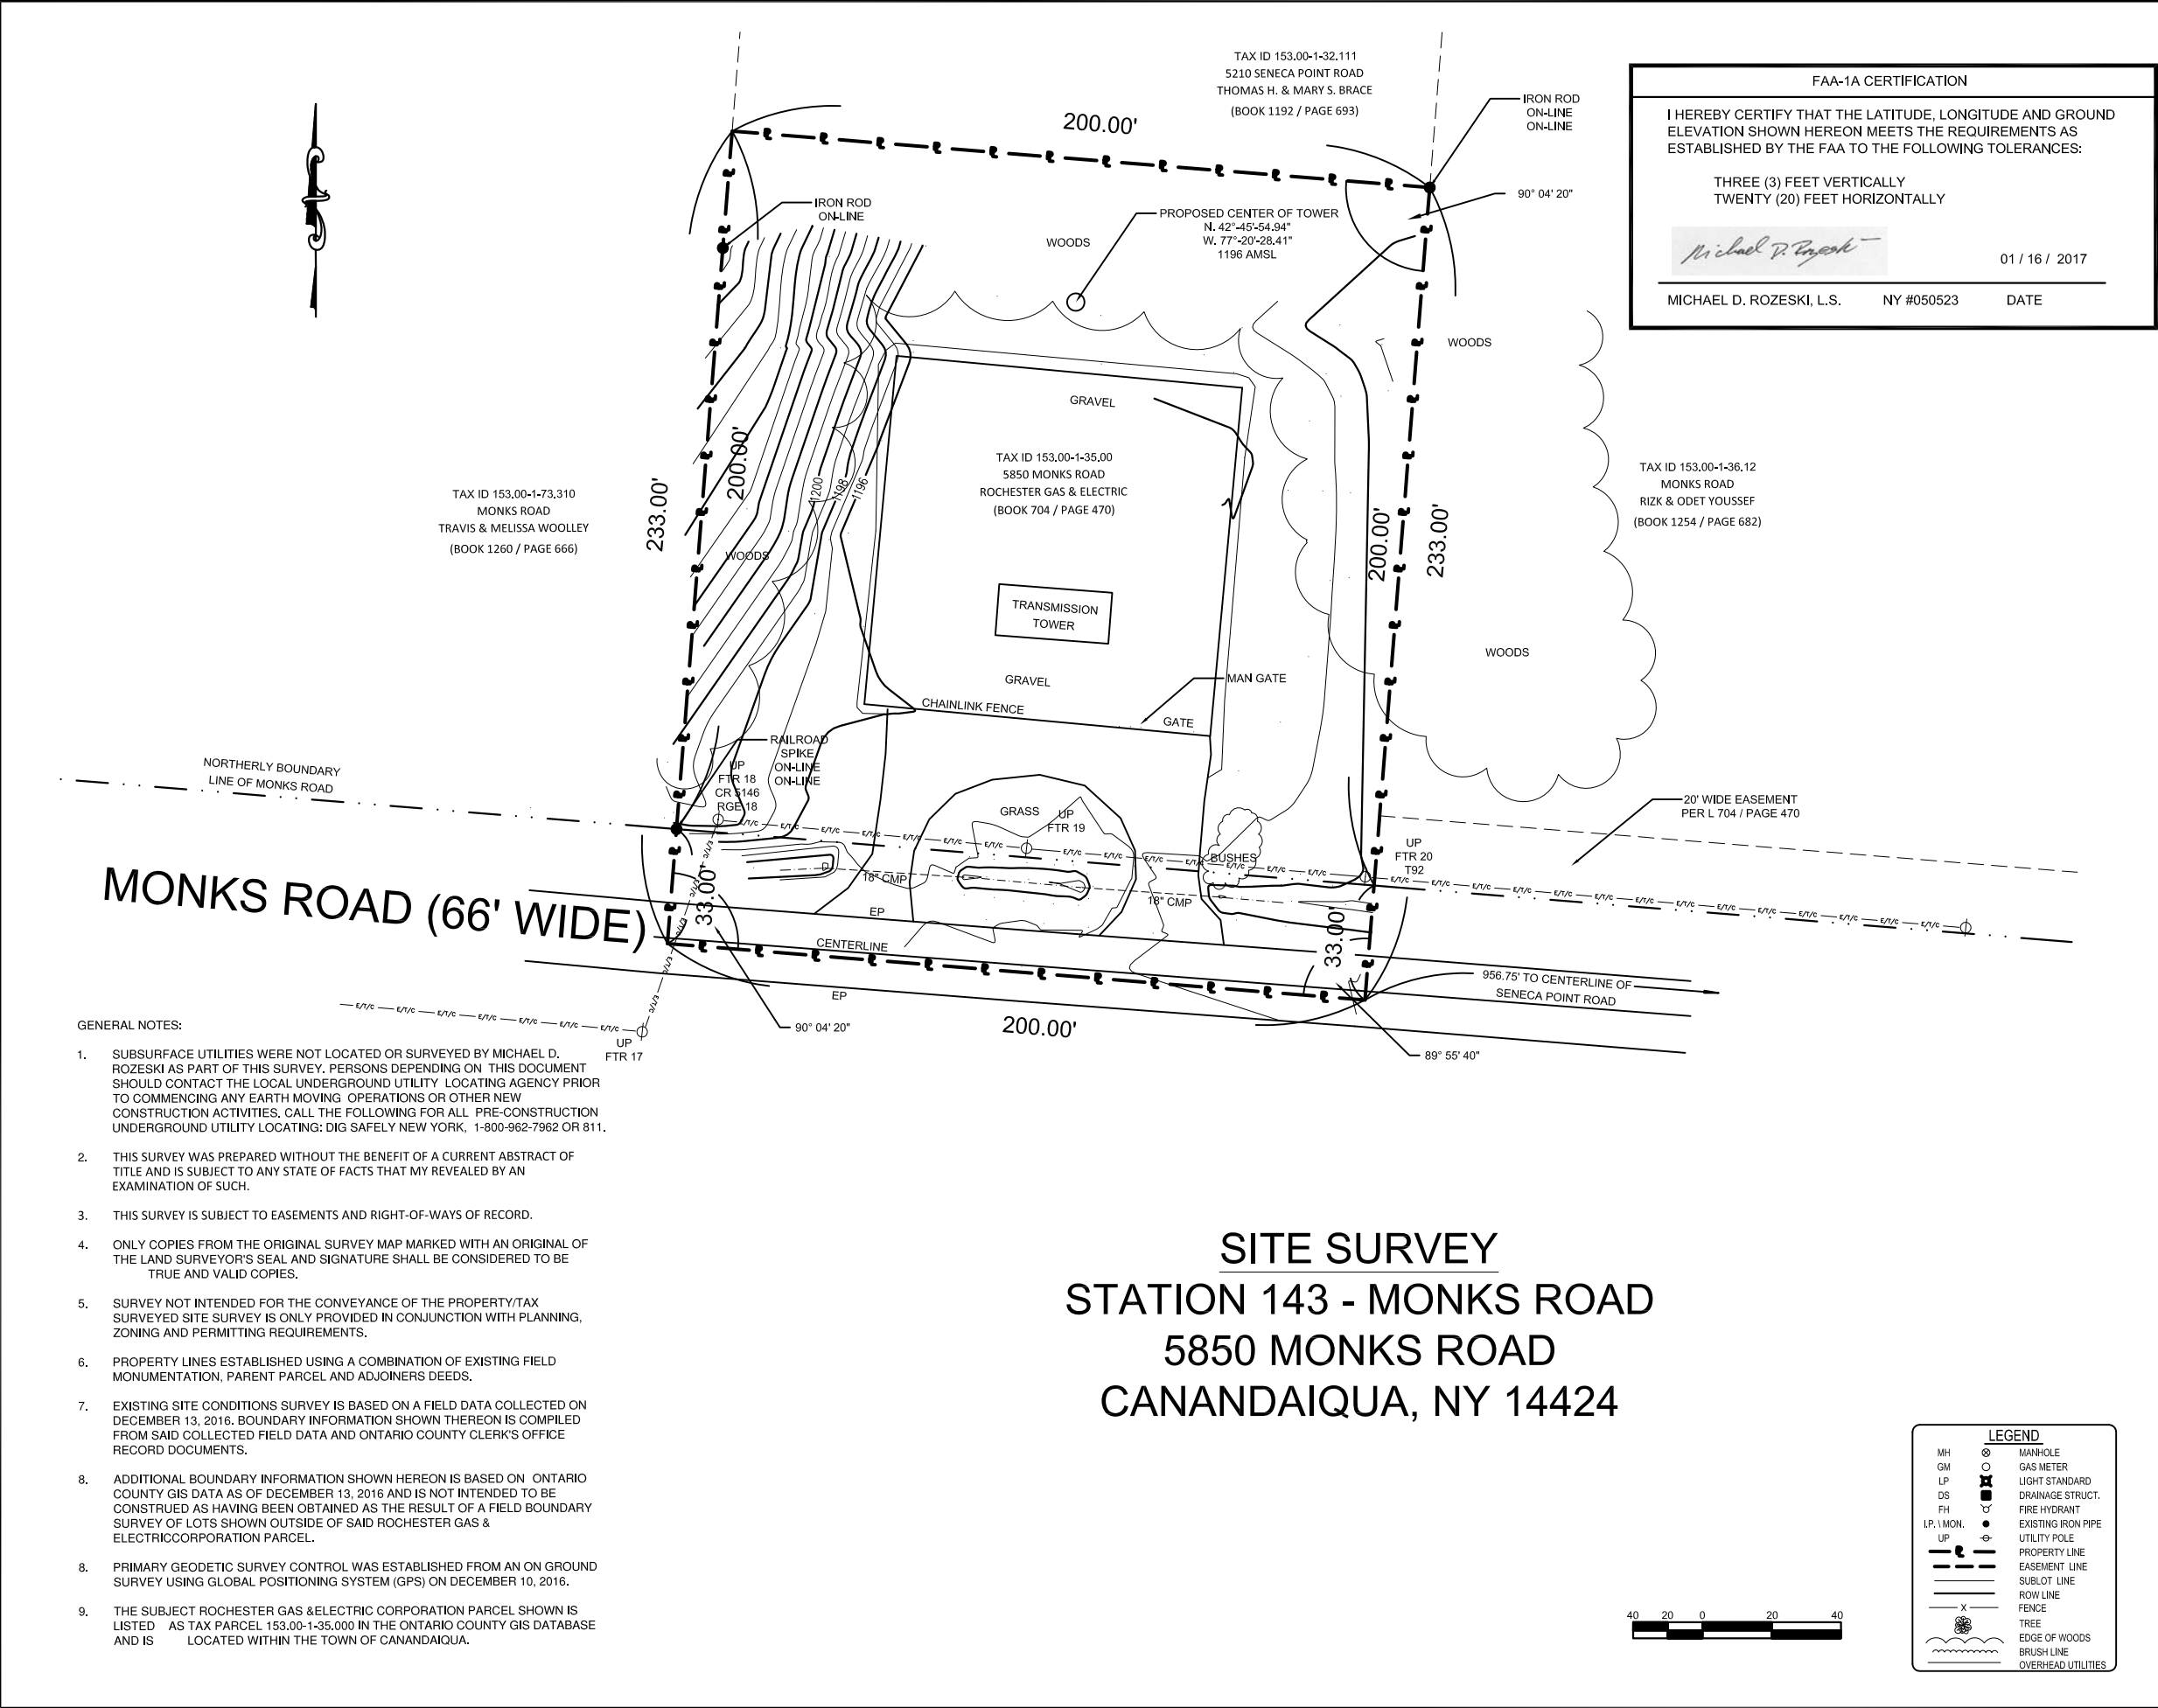 TAX ID 153.00-1-32.111
5210 SENECA POINT ROAD
THOMAS H. & MARY S. BRACE
(BOOK 1192 / PAGE 693)
200.00'
IRON ROD
ON-LINE
ON-LINE
90° 04' 20"
IRON ROD
ON-LINE
WOODS
PROPOSED CENTER OF TOWER
N. 42°-45'-54.94"
W. 77°-20'-28.41"
1196 AMSL
FAA-1A CERTIFICATION
I HEREBY CERTIFY THAT THE LATITUDE, LONGITUDE AND GROUND
ELEVATION SHOWN HEREON MEETS THE REQUIREMENTS AS
ESTABLISHED BY THE FAA TO THE FOLLOWING TOLERANCES:
THREE (3) FEET VERTICALLY
TWENTY (20) FEET HORIZONTALLY
01 / 16 / 2017
MICHAEL D. ROZESKI, L.S. NY #050523 DATE
WOODS
GRAVEL
TAX ID 153.00-1-35.00
5850 MONKS ROAD
ROCHESTER GAS & ELECTRIC
(BOOK 704 / PAGE 470)
TAX ID 153.00-1-73.310
MONKS ROAD
TRAVIS & MELISSA WOOLLEY
(BOOK 1260 / PAGE 666)
233.00'
200.00'
1200
1198
1196
WOODS
200.00'
233.00'
TAX ID 153.00-1-36.12
MONKS ROAD
RIZK & ODET YOUSSEF
(BOOK 1254 / PAGE 682)
TRANSMISSION
TOWER
WOODS
GRAVEL
MAN GATE
CHAINLINK FENCE
GATE
RAILROAD
SPIKE
ON-LINE
ON-LINE
UP
FTR 18
CR 5146
RGE 18
NORTHERLY BOUNDARY
LINE OF MONKS ROAD
GRASS
UP
FTR 19
BUSHES
UP
FTR 20
T92
20' WIDE EASEMENT
PER L 704 / PAGE 470
E/T/C
18" CMP
18" CMP
MONKS ROAD (66' WIDE)
33.00'
EP
CENTERLINE
EP
33.00'
956.75' TO CENTERLINE OF
SENECA POINT ROAD
90° 04' 20"
200.00'
89° 55' 40"
UP
FTR 17
GENERAL NOTES:
1. SUBSURFACE UTILITIES WERE NOT LOCATED OR SURVEYED BY MICHAEL D.
ROZESKI AS PART OF THIS SURVEY. PERSONS DEPENDING ON THIS DOCUMENT
SHOULD CONTACT THE LOCAL UNDERGROUND UTILITY LOCATING AGENCY PRIOR
TO COMMENCING ANY EARTH MOVING OPERATIONS OR OTHER NEW
CONSTRUCTION ACTIVITIES. CALL THE FOLLOWING FOR ALL PRE-CONSTRUCTION
UNDERGROUND UTILITY LOCATING: DIG SAFELY NEW YORK, 1-800-962-7962 OR 811.
2. THIS SURVEY WAS PREPARED WITHOUT THE BENEFIT OF A CURRENT ABSTRACT OF
TITLE AND IS SUBJECT TO ANY STATE OF FACTS THAT MY REVEALED BY AN
EXAMINATION OF SUCH.
3. THIS SURVEY IS SUBJECT TO EASEMENTS AND RIGHT-OF-WAYS OF RECORD.
4. ONLY COPIES FROM THE ORIGINAL SURVEY MAP MARKED WITH AN ORIGINAL OF
THE LAND SURVEYOR'S SEAL AND SIGNATURE SHALL BE CONSIDERED TO BE
TRUE AND VALID COPIES.
5. SURVEY NOT INTENDED FOR THE CONVEYANCE OF THE PROPERTY/TAX
SURVEYED SITE SURVEY IS ONLY PROVIDED IN CONJUNCTION WITH PLANNING,
ZONING AND PERMITTING REQUIREMENTS.
6. PROPERTY LINES ESTABLISHED USING A COMBINATION OF EXISTING FIELD
MONUMENTATION, PARENT PARCEL AND ADJOINERS DEEDS.
7. EXISTING SITE CONDITIONS SURVEY IS BASED ON A FIELD DATA COLLECTED ON
DECEMBER 13, 2016. BOUNDARY INFORMATION SHOWN THEREON IS COMPILED
FROM SAID COLLECTED FIELD DATA AND ONTARIO COUNTY CLERK'S OFFICE
RECORD DOCUMENTS.
8. ADDITIONAL BOUNDARY INFORMATION SHOWN HEREON IS BASED ON ONTARIO
COUNTY GIS DATA AS OF DECEMBER 13, 2016 AND IS NOT INTENDED TO BE
CONSTRUED AS HAVING BEEN OBTAINED AS THE RESULT OF A FIELD BOUNDARY
SURVEY OF LOTS SHOWN OUTSIDE OF SAID ROCHESTER GAS &
ELECTRICCORPORATION PARCEL.
8. PRIMARY GEODETIC SURVEY CONTROL WAS ESTABLISHED FROM AN ON GROUND
SURVEY USING GLOBAL POSITIONING SYSTEM (GPS) ON DECEMBER 10, 2016.
9. THE SUBJECT ROCHESTER GAS &ELECTRIC CORPORATION PARCEL SHOWN IS
LISTED AS TAX PARCEL 153.00-1-35.000 IN THE ONTARIO COUNTY GIS DATABASE
AND IS LOCATED WITHIN THE TOWN OF CANANDAIGUA.
SITE SURVEY
STATION 143 - MONKS ROAD
5850 MONKS ROAD
CANANDAIQUA, NY 14424
40 20 0 20 40
LEGEND
MH MANHOLE
GM GAS METER
LP LIGHT STANDARD
DS DRAINAGE STRUCT.
FH FIRE HYDRANT
I.P. \ MON. EXISTING IRON PIPE
UP UTILITY POLE
PROPERTY LINE
EASEMENT LINE
SUBLOT LINE
ROW LINE
X FENCE
TREE
EDGE OF WOODS
BRUSH LINE
OVERHEAD UTILITIES